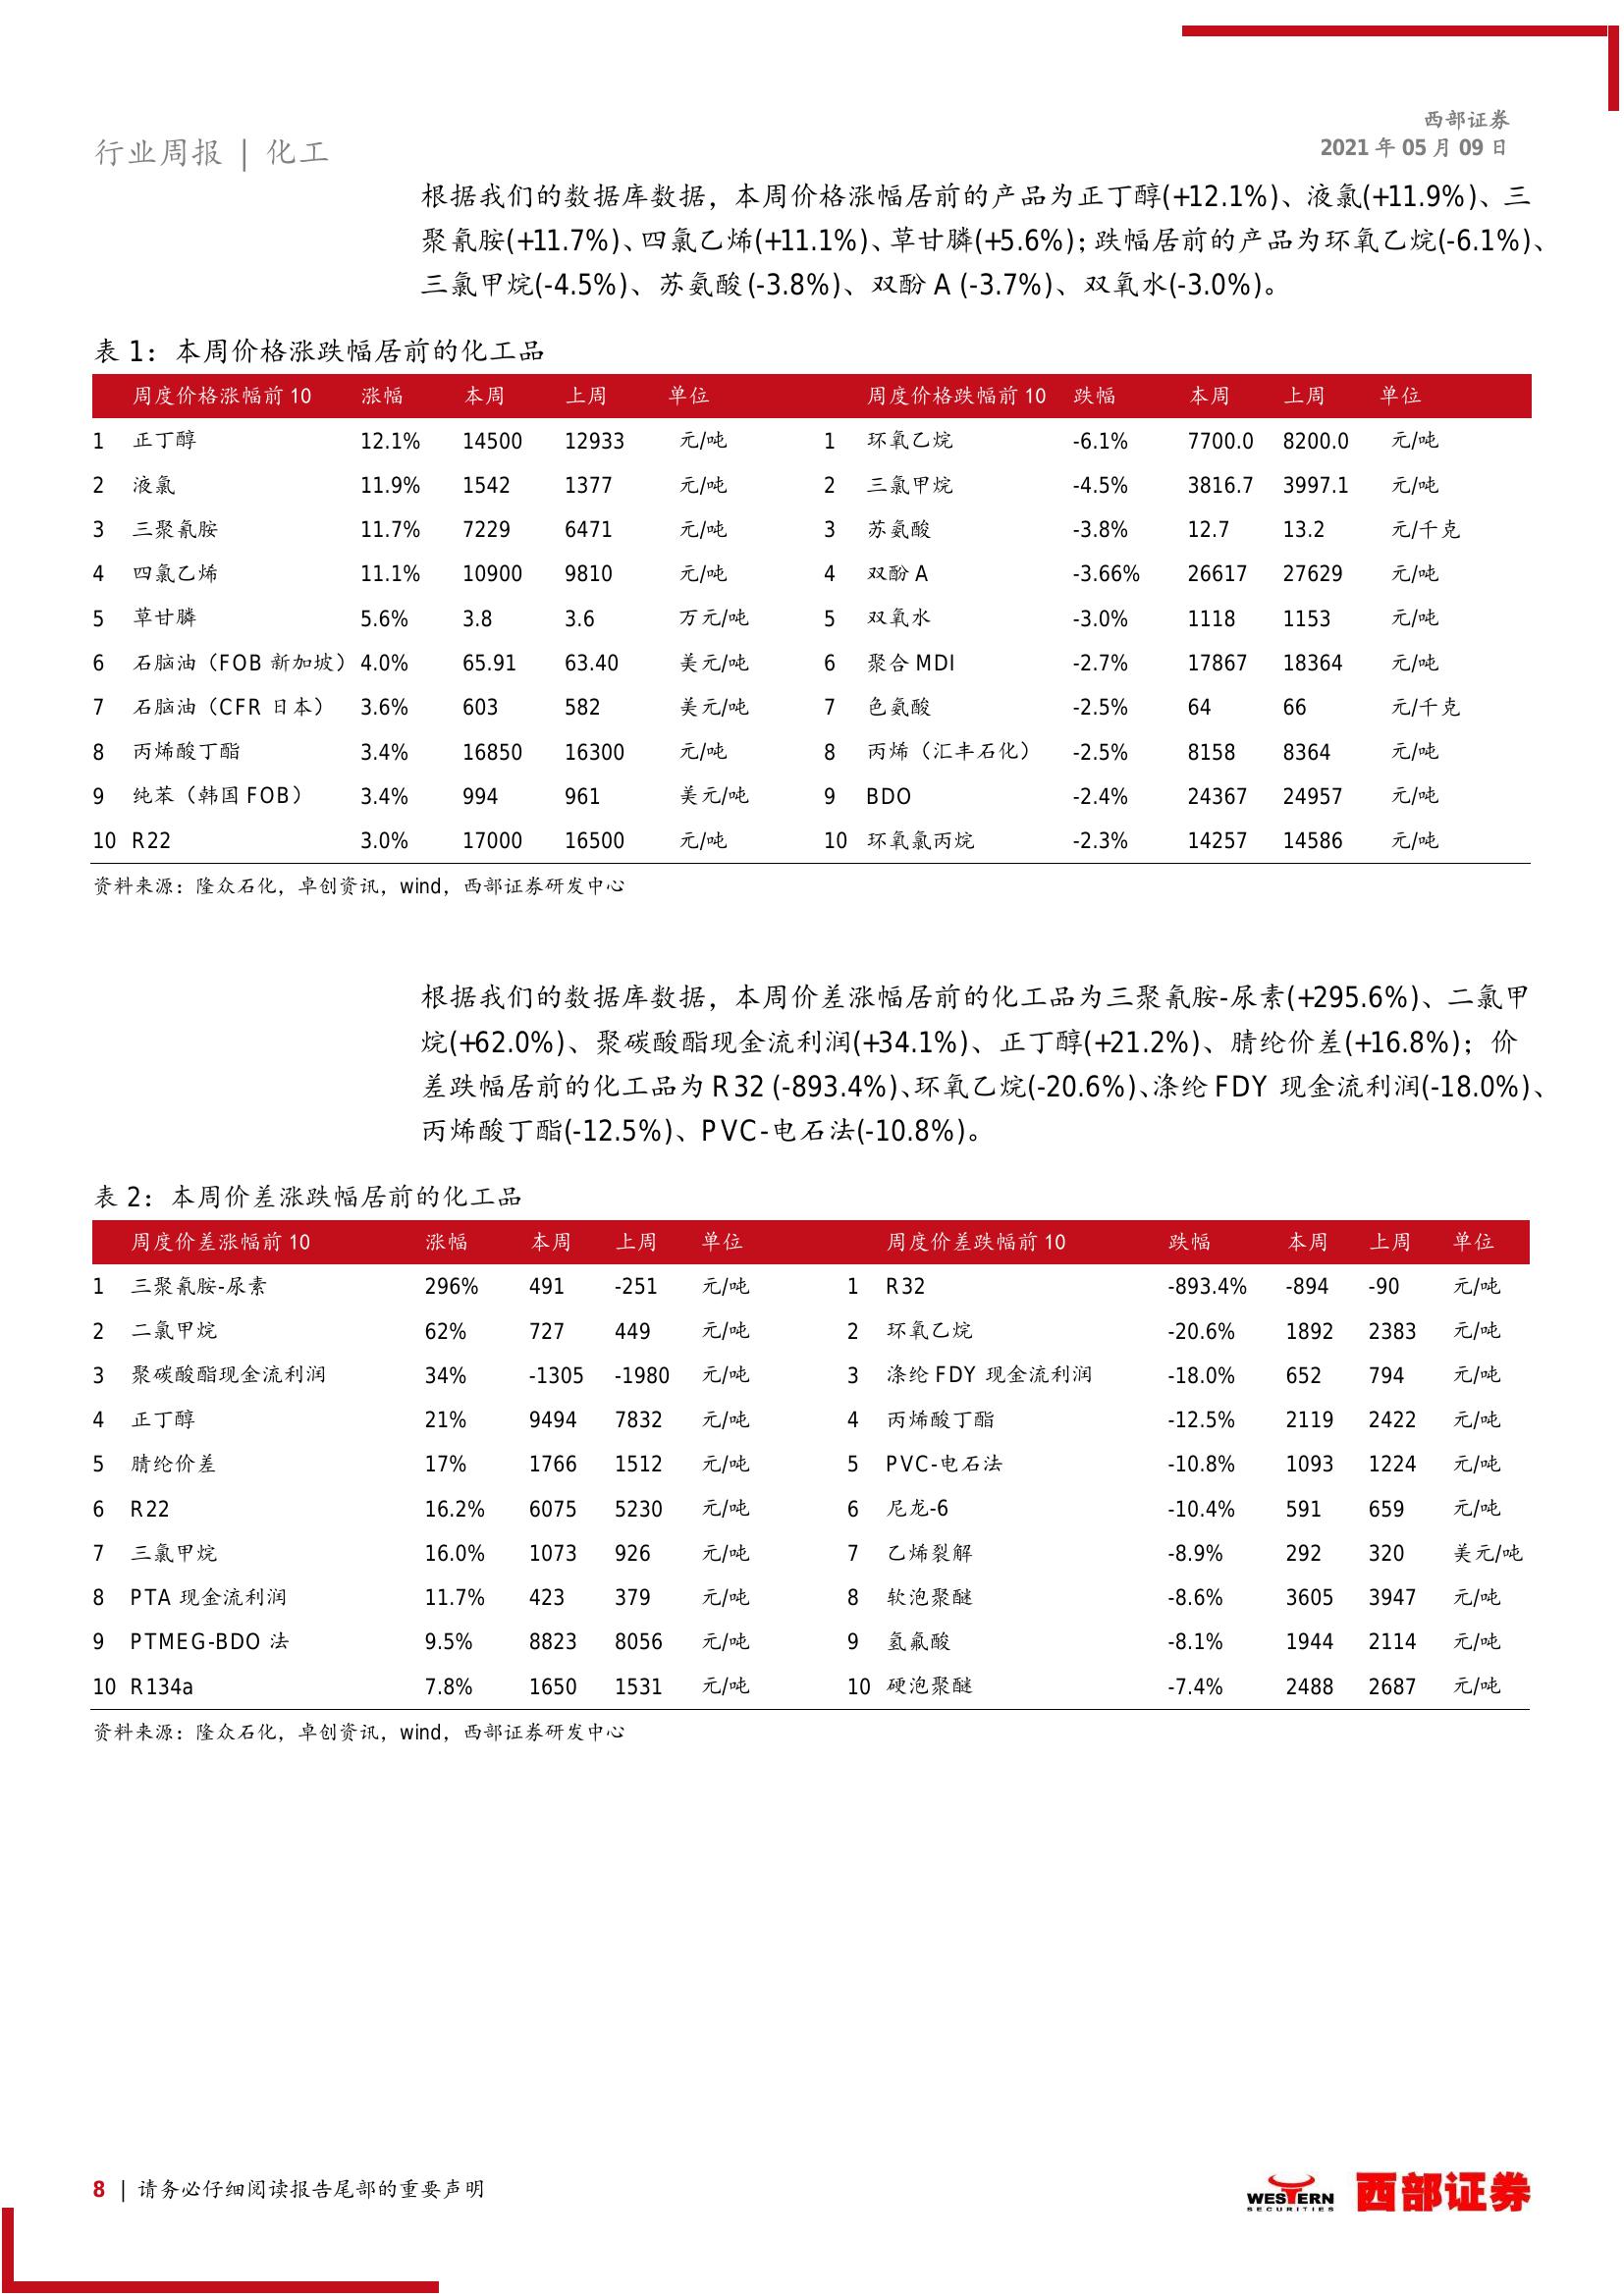 西部证券
2021 年 05 月 09 日
行业周报 | 化工
根据我们的数据库数据，本周价格涨幅居前的产品为正丁醇(+12.1%)、液氯(+11.9%)、三
聚氰胺(+11.7%)、四氯乙烯(+11.1%)、草甘膦(+5.6%)；跌幅居前的产品为环氧乙烷(-6.1%)、
三氯甲烷(-4.5%)、苏氨酸(-3.8%)、双酚 A (-3.7%)、双氧水(-3.0%)。
表 1：本周价格涨跌幅居前的化工品
周度价格涨幅前 10 涨幅 本周 上周 单位 周度价格跌幅前 10 跌幅 本周 上周 单位
1 正丁醇 12.1% 14500 12933 元/吨 1 环氧乙烷 -6.1% 7700.0 8200.0 元/吨
2 液氯 11.9% 1542 1377 元/吨 2 三氯甲烷 -4.5% 3816.7 3997.1 元/吨
3 三聚氰胺 11.7% 7229 6471 元/吨 3 苏氨酸 -3.8% 12.7 13.2 元/千克
4 四氯乙烯 11.1% 10900 9810 元/吨 4 双酚 A -3.66% 26617 27629 元/吨
5 草甘膦 5.6% 3.8 3.6 万元/吨 5 双氧水 -3.0% 1118 1153 元/吨
6 石脑油（FOB 新加坡） 4.0% 65.91 63.40 美元/吨 6 聚合 MDI -2.7% 17867 18364 元/吨
7 石脑油（CFR 日本） 3.6% 603 582 美元/吨 7 色氨酸 -2.5% 64 66 元/千克
8 丙烯酸丁酯 3.4% 16850 16300 元/吨 8 丙烯（汇丰石化） -2.5% 8158 8364 元/吨
9 纯苯（韩国 FOB） 3.4% 994 961 美元/吨 9 BDO -2.4% 24367 24957 元/吨
10 R22 3.0% 17000 16500 元/吨 10 环氧氯丙烷 -2.3% 14257 14586 元/吨
资料来源：隆众石化，卓创资讯，wind，西部证券研发中心
根据我们的数据库数据，本周价差涨幅居前的化工品为三聚氰胺-尿素(+295.6%)、二氯甲
烷(+62.0%)、聚碳酸酯现金流利润(+34.1%)、正丁醇(+21.2%)、腈纶价差(+16.8%)；价
差跌幅居前的化工品为 R32 (-893.4%)、环氧乙烷(-20.6%)、涤纶 FDY 现金流利润(-18.0%)、
丙烯酸丁酯(-12.5%)、PVC-电石法(-10.8%)。
表 2：本周价差涨跌幅居前的化工品
周度价差涨幅前 10 涨幅 本周 上周 单位 周度价差跌幅前 10 跌幅 本周 上周 单位
1 三聚氰胺-尿素 296% 491 -251 元/吨 1 R32 -893.4% -894 -90 元/吨
2 二氯甲烷 62% 727 449 元/吨 2 环氧乙烷 -20.6% 1892 2383 元/吨
3 聚碳酸酯现金流利润 34% -1305 -1980 元/吨 3 涤纶 FDY 现金流利润 -18.0% 652 794 元/吨
4 正丁醇 21% 9494 7832 元/吨 4 丙烯酸丁酯 -12.5% 2119 2422 元/吨
5 腈纶价差 17% 1766 1512 元/吨 5 PVC-电石法 -10.8% 1093 1224 元/吨
6 R22 16.2% 6075 5230 元/吨 6 尼龙-6 -10.4% 591 659 元/吨
7 三氯甲烷 16.0% 1073 926 元/吨 7 乙烯裂解 -8.9% 292 320 美元/吨
8 PTA 现金流利润 11.7% 423 379 元/吨 8 软泡聚醚 -8.6% 3605 3947 元/吨
9 PTMEG-BDO 法 9.5% 8823 8056 元/吨 9 氢氟酸 -8.1% 1944 2114 元/吨
10 R134a 7.8% 1650 1531 元/吨 10 硬泡聚醚 -7.4% 2488 2687 元/吨
资料来源：隆众石化，卓创资讯，wind，西部证券研发中心
8 | 请务必仔细阅读报告尾部的重要声明
WESTERN
SECURITIES
西部证券